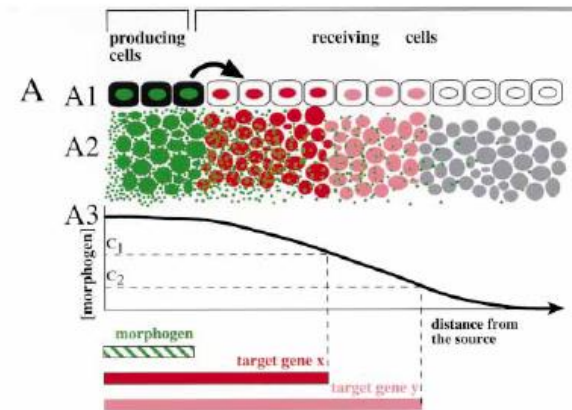 producing
cells
receiving cells
A
A1
A2
A3
C1
C2
[morphogen]
distance from
the source
morphogen
target gene x
target gene y